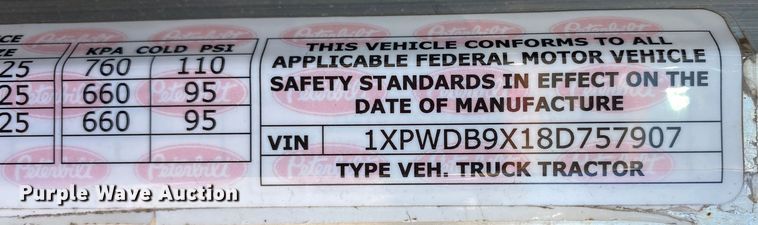 KPA COLD PSI
ZE
25 760 110
25 660 95
25 660 95
THIS VEHICLE CONFORMS TO ALL
APPLICABLE FEDERAL MOTOR VEHICLE
SAFETY STANDARDS IN EFFECT ON THE
DATE OF MANUFACTURE
VIN 1XPWDB9X18D757907
TYPE VEH. TRUCK TRACTOR
Peterbilt
Purple Wave Auction